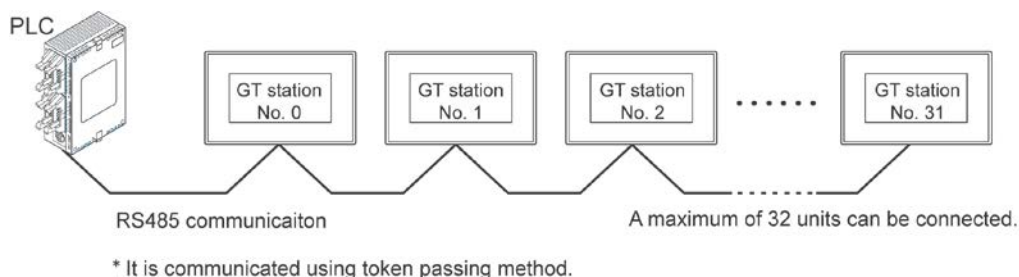 PLC
GT station
No. 0
GT station
No. 1
GT station
No. 2
GT station
No. 31
RS485 communicaiton
A maximum of 32 units can be connected.
* It is communicated using token passing method.